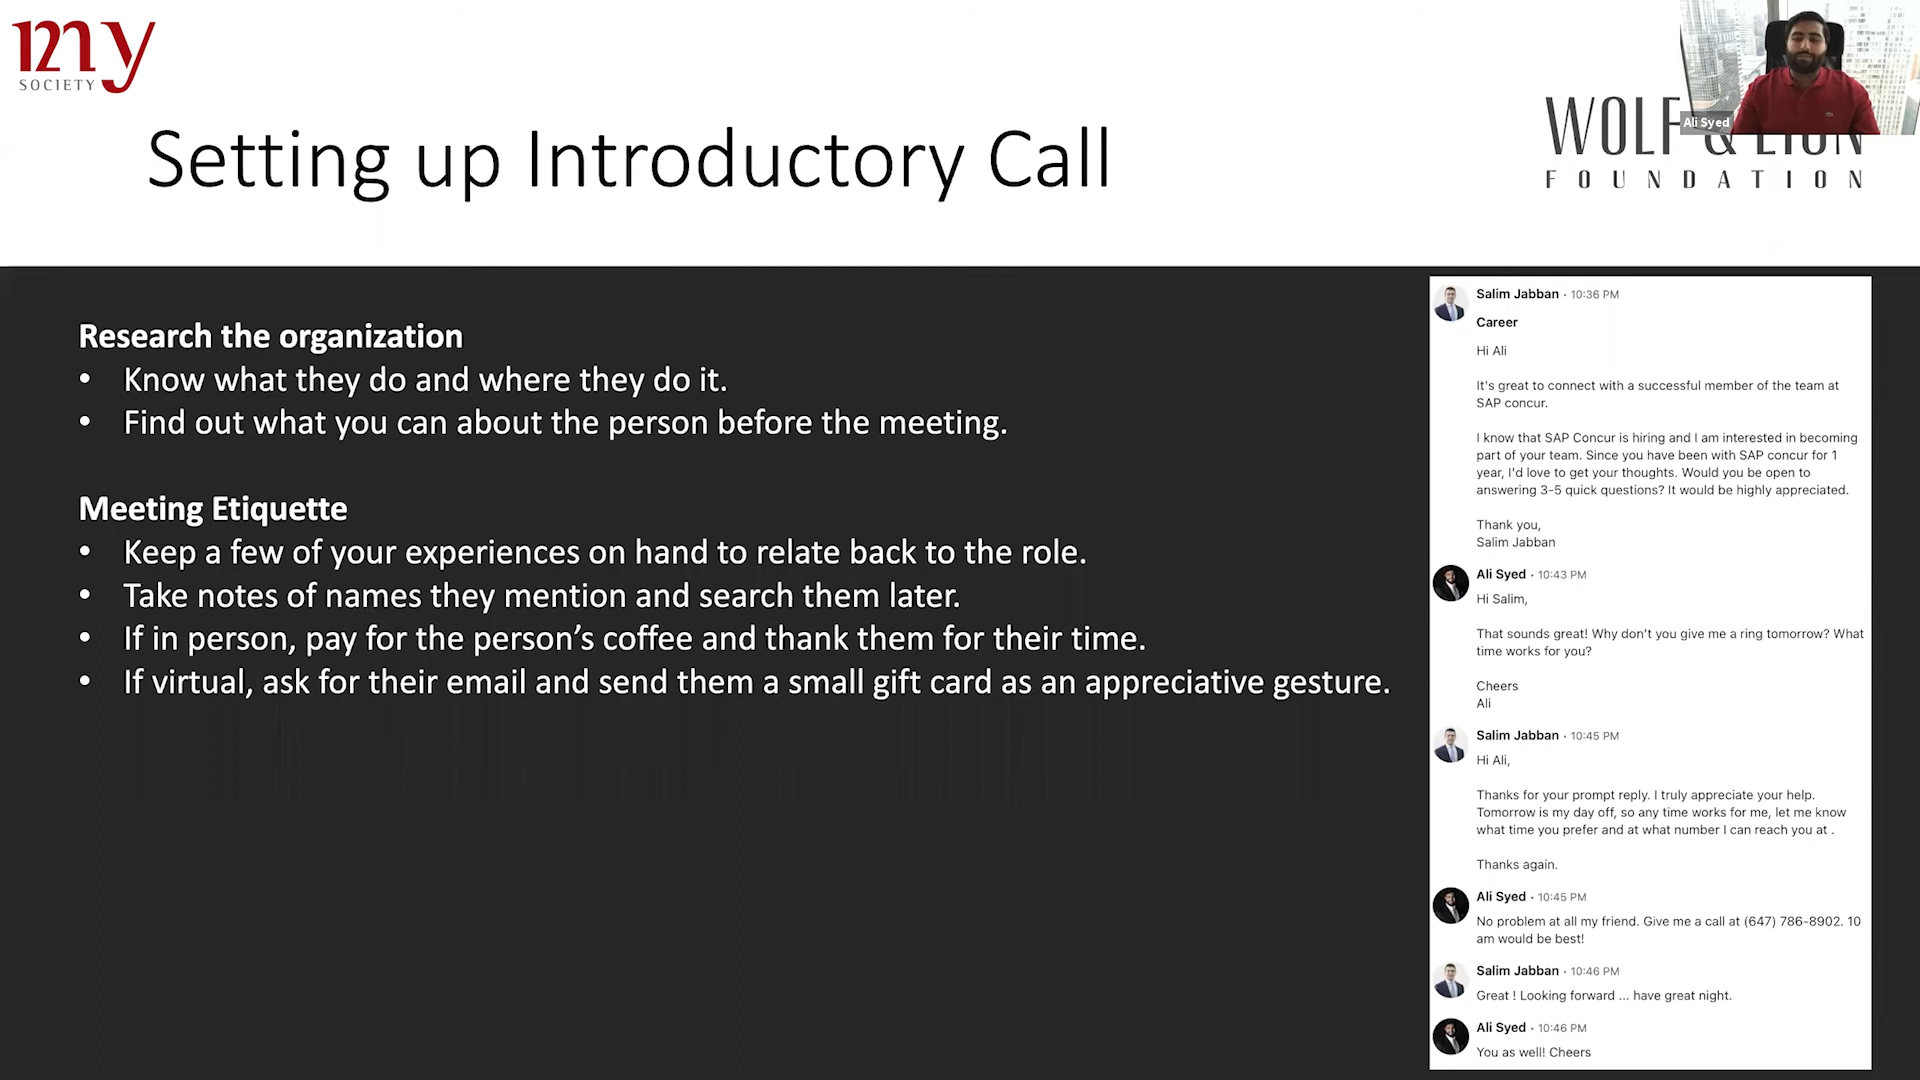 my
SOCIETY
Ali Syed
WOLF & LION
FOUNDATION
Setting up Introductory Call
Research the organization
• Know what they do and where they do it.
• Find out what you can about the person before the meeting.
Meeting Etiquette
• Keep a few of your experiences on hand to relate back to the role.
• Take notes of names they mention and search them later.
• If in person, pay for the person’s coffee and thank them for their time.
• If virtual, ask for their email and send them a small gift card as an appreciative gesture.
Salim Jabban • 10:36 PM
Career
Hi Ali
It's great to connect with a successful member of the team at
SAP concur.
I know that SAP Concur is hiring and I am interested in becoming
part of your team. Since you have been with SAP concur for 1
year, I'd love to get your thoughts. Would you be open to
answering 3-5 quick questions? It would be highly appreciated.
Thank you,
Salim Jabban
Ali Syed • 10:43 PM
Hi Salim,
That sounds great! Why don't you give me a ring tomorrow? What
time works for you?
Cheers
Ali
Salim Jabban • 10:45 PM
Hi Ali,
Thanks for your prompt reply. I truly appreciate your help.
Tomorrow is my day off, so any time works for me, let me know
what time you prefer and at what number I can reach you at .
Thanks again.
Ali Syed • 10:45 PM
No problem at all my friend. Give me a call at (647) 786-8902. 10
am would be best!
Salim Jabban • 10:46 PM
Great ! Looking forward ... have great night.
Ali Syed • 10:46 PM
You as well! Cheers